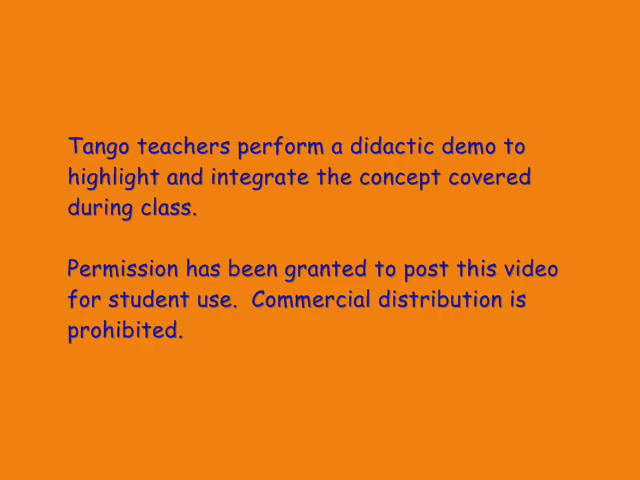 Tango teachers perform a didactic demo to
highlight and integrate the concept covered
during class.
Permission has been granted to post this video
for student use.  Commercial distribution is
prohibited.